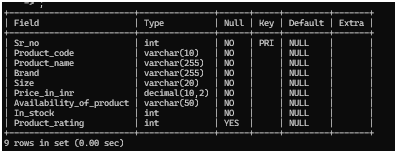 -> ;
+-------------------------+---------------+------+-----+---------+-------+
| Field | Type | Null | Key | Default | Extra |
+-------------------------+---------------+------+-----+---------+-------+
| Sr_no | int | NO | PRI | NULL | |
| Product_code | varchar(10) | NO | | NULL | |
| Product_name | varchar(255) | NO | | NULL | |
| Brand | varchar(255) | NO | | NULL | |
| Size | varchar(20) | NO | | NULL | |
| Price_in_inr | decimal(10,2) | NO | | NULL | |
| Availability_of_product | varchar(50) | NO | | NULL | |
| In_stock | int | NO | | NULL | |
| Product_rating | int | YES | | NULL | |
+-------------------------+---------------+------+-----+---------+-------+
9 rows in set (0.00 sec)